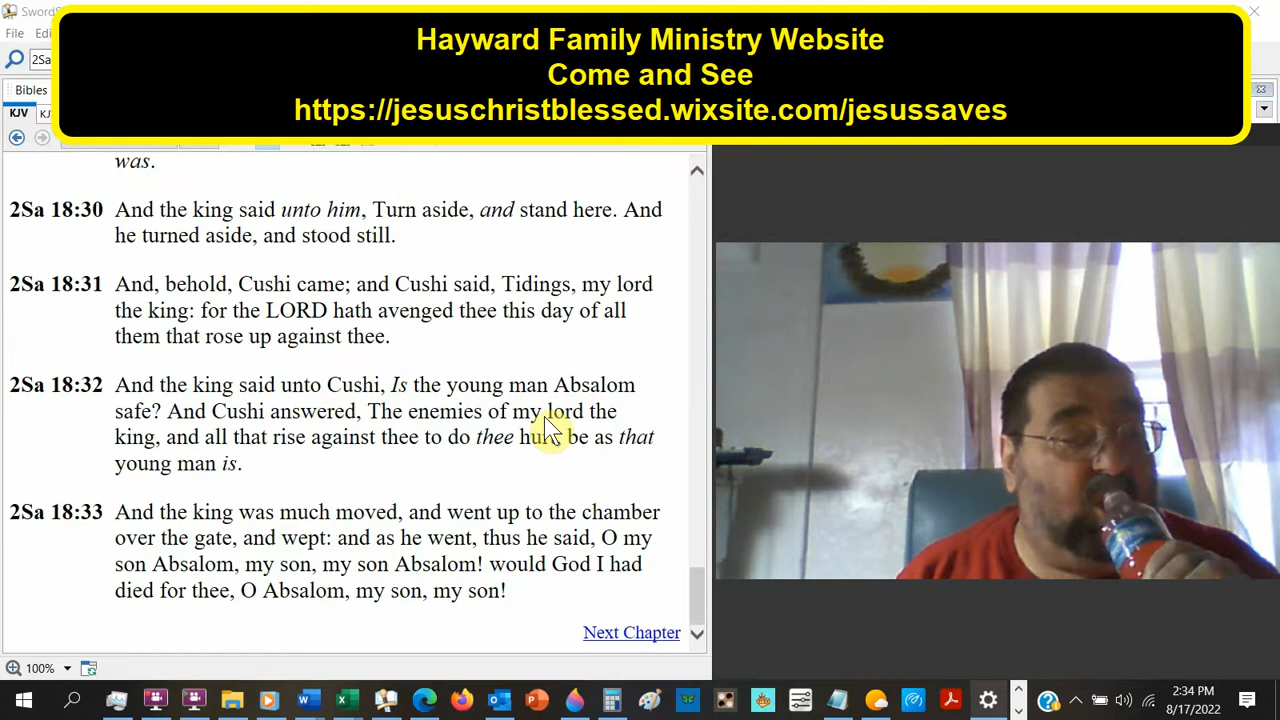 Hayward Family Ministry Website
Come and See
https://jesuschristblessed.wixsite.com/jesussaves
File
2Sa
Bibles
KJV
was.
2Sa 18:30 And the king said unto him, Turn aside, and stand here. And
he turned aside, and stood still.
2Sa 18:31 And, behold, Cushi came; and Cushi said, Tidings, my lord
the king: for the LORD hath avenged thee this day of all
them that rose up against thee.
2Sa 18:32 And the king said unto Cushi, Is the young man Absalom
safe? And Cushi answered, The enemies of my lord the
king, and all that rise against thee to do thee hurt, be as that
young man is.
2Sa 18:33 And the king was much moved, and went up to the chamber
over the gate, and wept: and as he went, thus he said, O my
son Absalom, my son, my son Absalom! would God I had
died for thee, O Absalom, my son, my son!
Next Chapter
100%
2:34 PM
8/17/2022